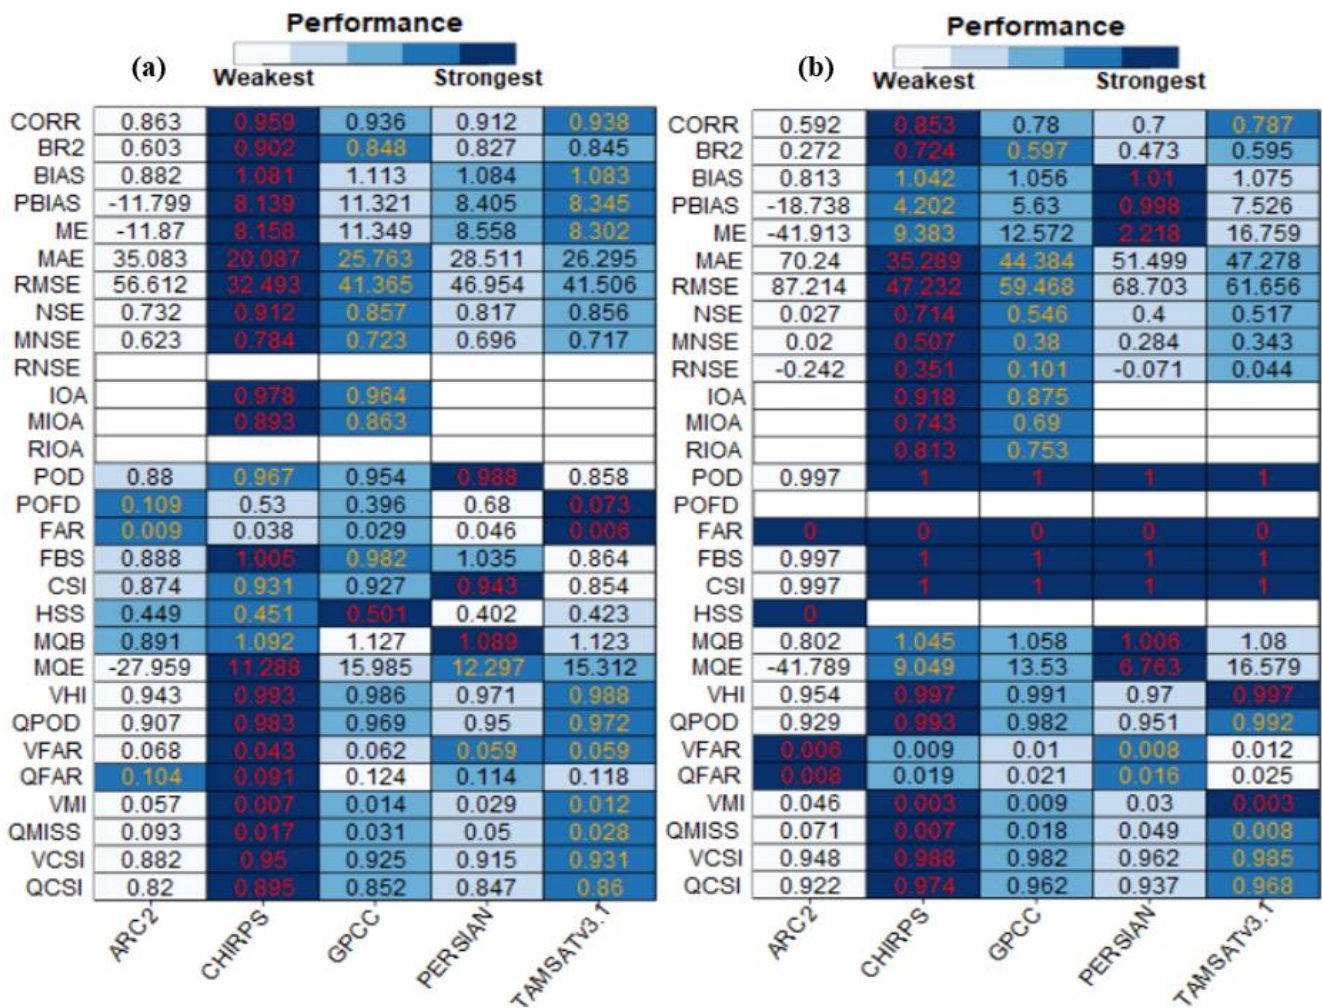 Performance
Weakest Strongest
(a)
CORR 0.863 0.959 0.936 0.912 0.938
BR2 0.603 0.902 0.848 0.827 0.845
BIAS 0.882 1.081 1.113 1.084 1.083
PBIAS -11.799 8.139 11.321 8.405 8.345
ME -11.87 8.158 11.349 8.558 8.302
MAE 35.083 20.087 25.763 28.511 26.295
RMSE 56.612 32.493 41.365 46.954 41.506
NSE 0.732 0.912 0.857 0.817 0.856
MNSE 0.623 0.784 0.723 0.696 0.717
RNSE
IOA 0.978 0.964
MIOA 0.893 0.863
RIOA
POD 0.88 0.967 0.954 0.988 0.858
POFD 0.109 0.53 0.396 0.68 0.073
FAR 0.009 0.038 0.029 0.046 0.006
FBS 0.888 1.005 0.982 1.035 0.864
CSI 0.874 0.931 0.927 0.943 0.854
HSS 0.449 0.451 0.501 0.402 0.423
MQB 0.891 1.092 1.127 1.089 1.123
MQE -27.959 11.288 15.985 12.297 15.312
VHI 0.943 0.993 0.986 0.971 0.988
QPOD 0.907 0.983 0.969 0.95 0.972
VFAR 0.068 0.043 0.062 0.059 0.059
QFAR 0.104 0.091 0.124 0.114 0.118
VMI 0.057 0.007 0.014 0.029 0.012
QMISS 0.093 0.017 0.031 0.05 0.028
VCSI 0.882 0.95 0.925 0.915 0.931
QCSI 0.82 0.895 0.852 0.847 0.86
ARC2 CHIRPS GPCC PERSIAN TAMSATv3.1
Performance
Weakest Strongest
(b)
CORR 0.592 0.853 0.78 0.7 0.787
BR2 0.272 0.724 0.597 0.473 0.595
BIAS 0.813 1.042 1.056 1.01 1.075
PBIAS -18.738 4.202 5.63 0.998 7.526
ME -41.913 9.383 12.572 2.218 16.759
MAE 70.24 35.289 44.384 51.499 47.278
RMSE 87.214 47.232 59.468 68.703 61.656
NSE 0.027 0.714 0.546 0.4 0.517
MNSE 0.02 0.507 0.38 0.284 0.343
RNSE -0.242 0.351 0.101 -0.071 0.044
IOA 0.918 0.875
MIOA 0.743 0.69
RIOA 0.813 0.753
POD 0.997 1 1 1 1
POFD
FAR 0 0 0 0 0
FBS 0.997 1 1 1 1
CSI 0.997 1 1 1 1
HSS 0
MQB 0.802 1.045 1.058 1.006 1.08
MQE -41.789 9.049 13.53 6.763 16.579
VHI 0.954 0.997 0.991 0.97 0.997
QPOD 0.929 0.993 0.982 0.951 0.992
VFAR 0.006 0.009 0.01 0.008 0.012
QFAR 0.008 0.019 0.021 0.016 0.025
VMI 0.046 0.003 0.009 0.03 0.003
QMISS 0.071 0.007 0.018 0.049 0.008
VCSI 0.948 0.988 0.982 0.962 0.985
QCSI 0.922 0.974 0.962 0.937 0.968
ARC2 CHIRPS GPCC PERSIAN TAMSATv3.1